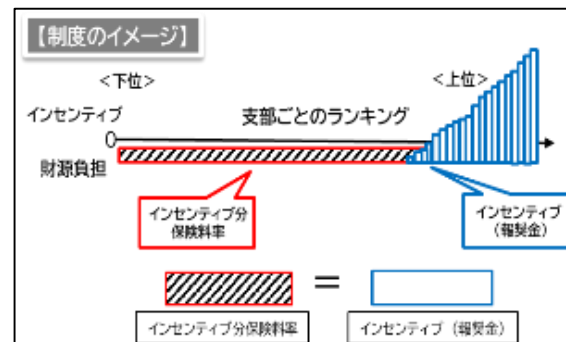 【制度のイメージ】
<下位>
<上位>
インセンティブ
支部ごとのランキング
0
財源負担
インセンティブ分
保険料率
インセンティブ
(報奨金)
=
インセンティブ分保険料率
インセンティブ（報奨金）